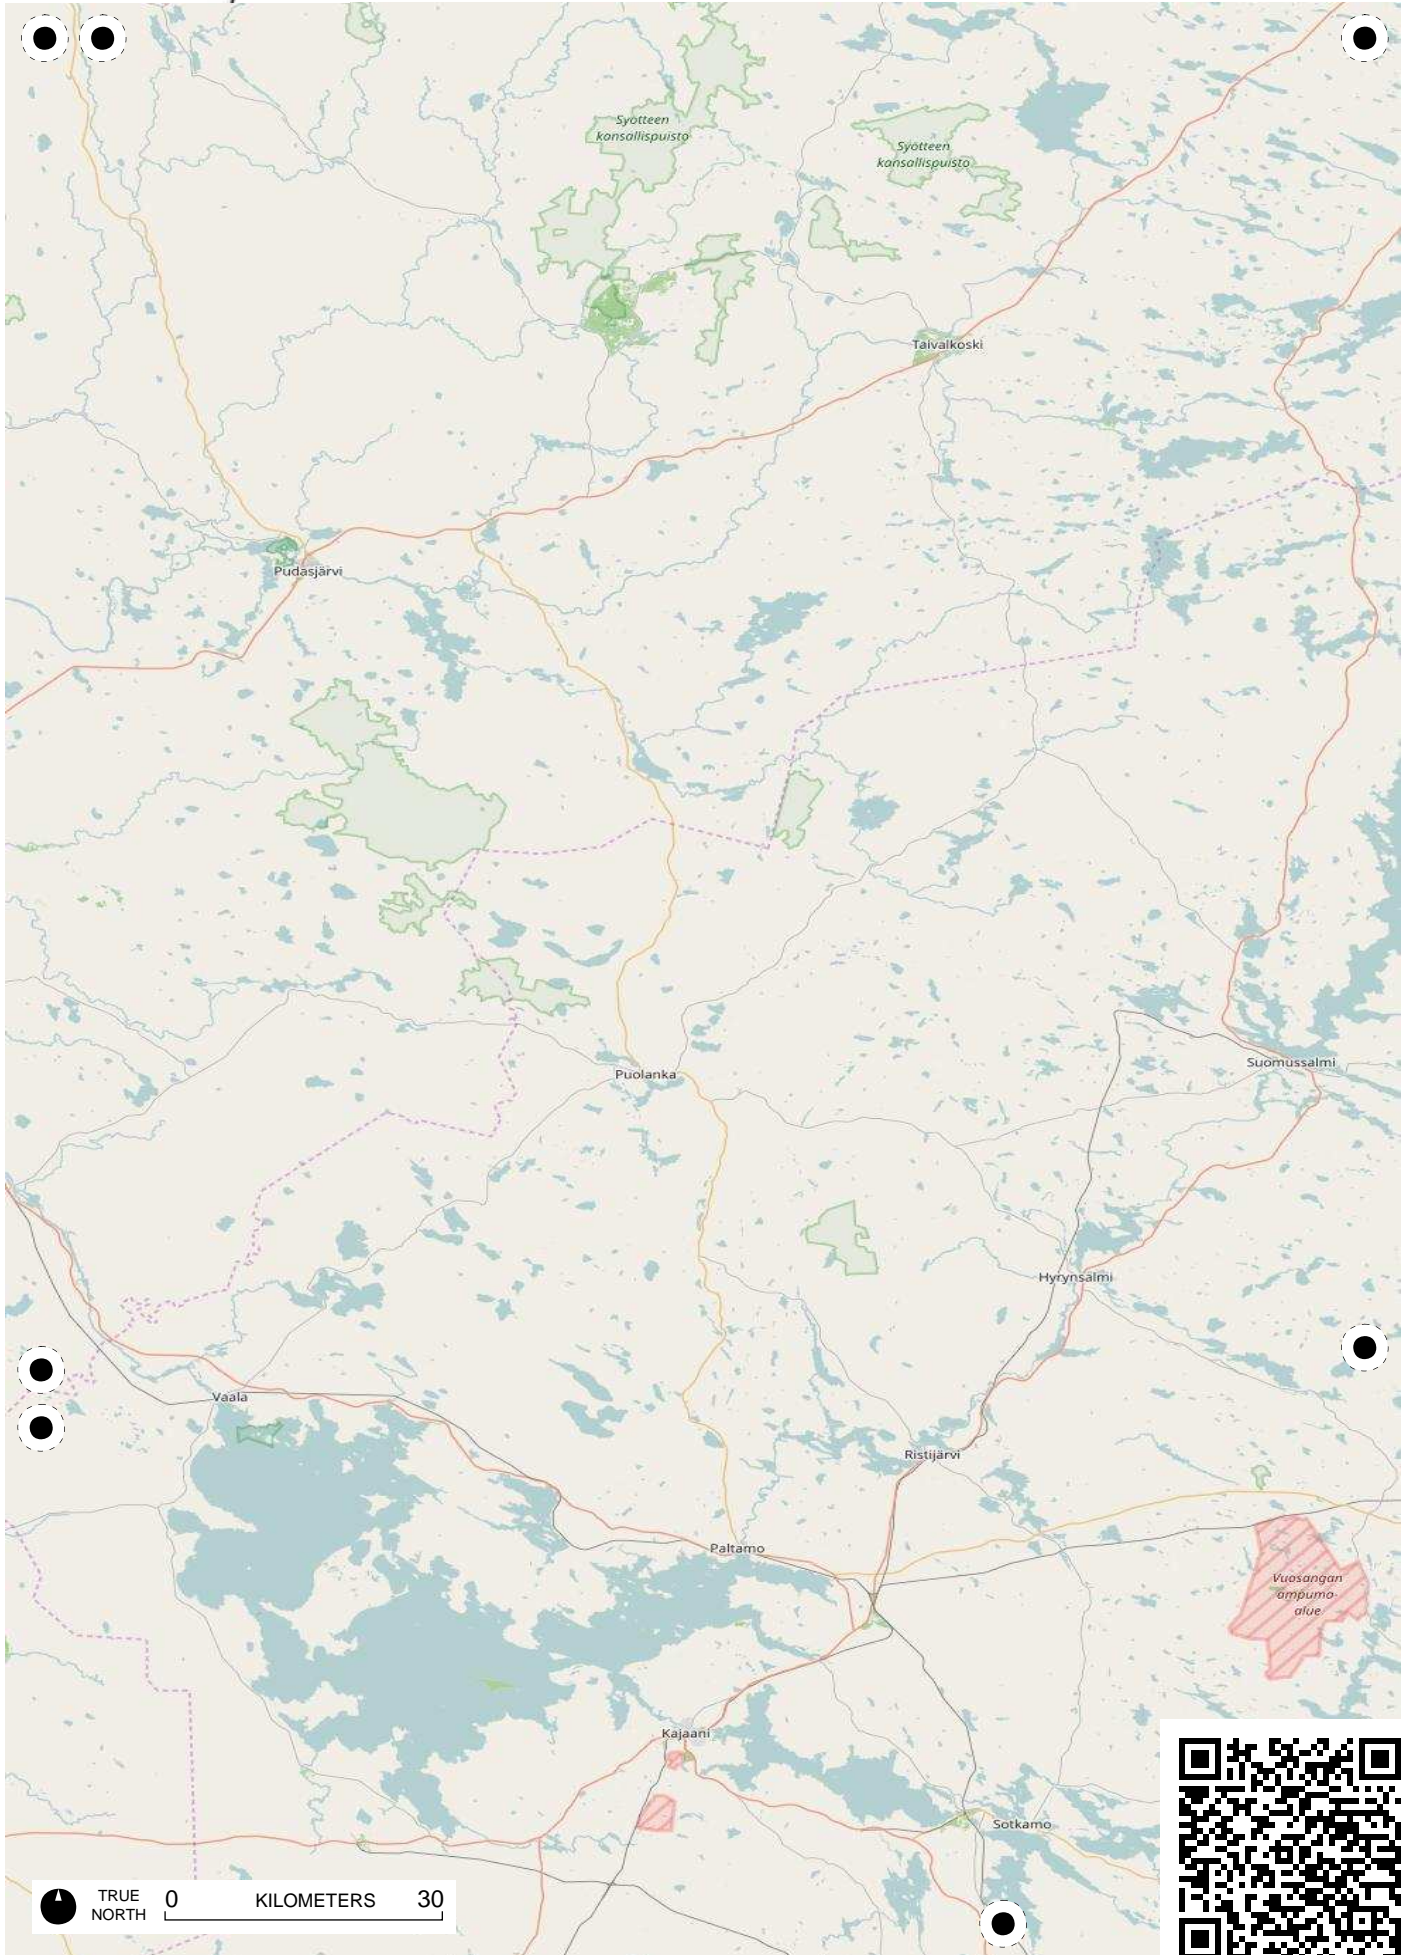 Syötteen
kansallispuisto
Syötteen
kansallispuisto
Taivalkoski
Pudasjärvi
Puolanka
Suomussalmi
Hyrynsalmi
Vaala
Ristijärvi
Paltamo
Vuosangan
ampuma-
alue
Kajaani
Sotkamo
TRUE
NORTH
0 KILOMETERS 30